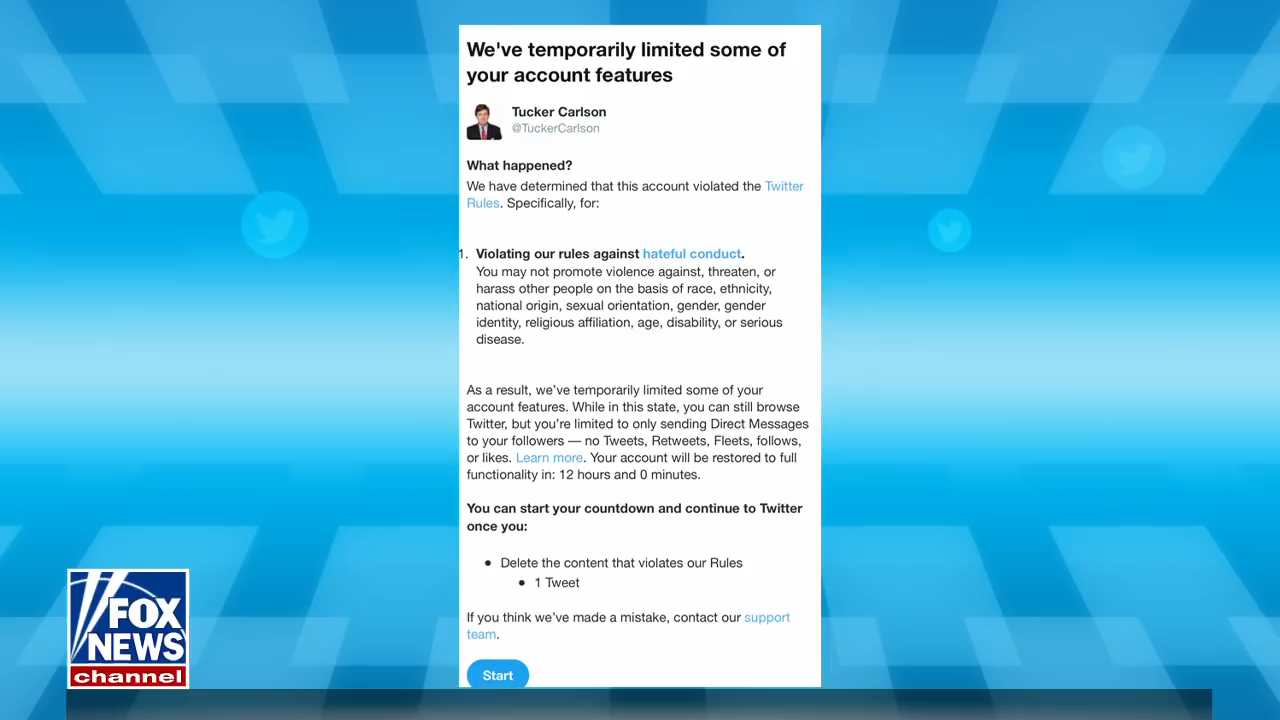 We've temporarily limited some of
your account features
Tucker Carlson
@TuckerCarlson
What happened?
We have determined that this account violated the Twitter
Rules. Specifically, for:
1. Violating our rules against hateful conduct.
You may not promote violence against, threaten, or
harass other people on the basis of race, ethnicity,
national origin, sexual orientation, gender, gender
identity, religious affiliation, age, disability, or serious
disease.
As a result, we’ve temporarily limited some of your
account features. While in this state, you can still browse
Twitter, but you’re limited to only sending Direct Messages
to your followers — no Tweets, Retweets, Fleets, follows,
or likes. Learn more. Your account will be restored to full
functionality in: 12 hours and 0 minutes.
You can start your countdown and continue to Twitter
once you:
• Delete the content that violates our Rules
• 1 Tweet
If you think we’ve made a mistake, contact our support
team.
Start
FOX
NEWS
channel